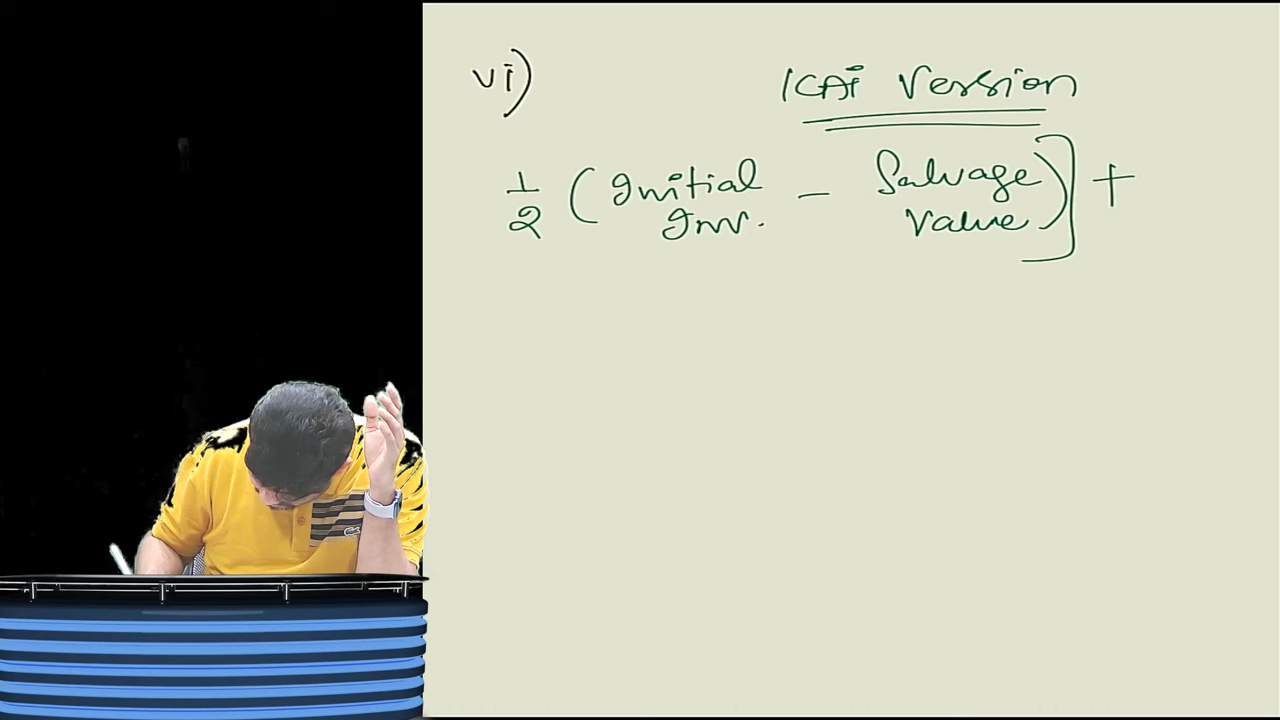 vi)
ICAI Version
1/2 (Initial Inv. - Salvage Value)] +